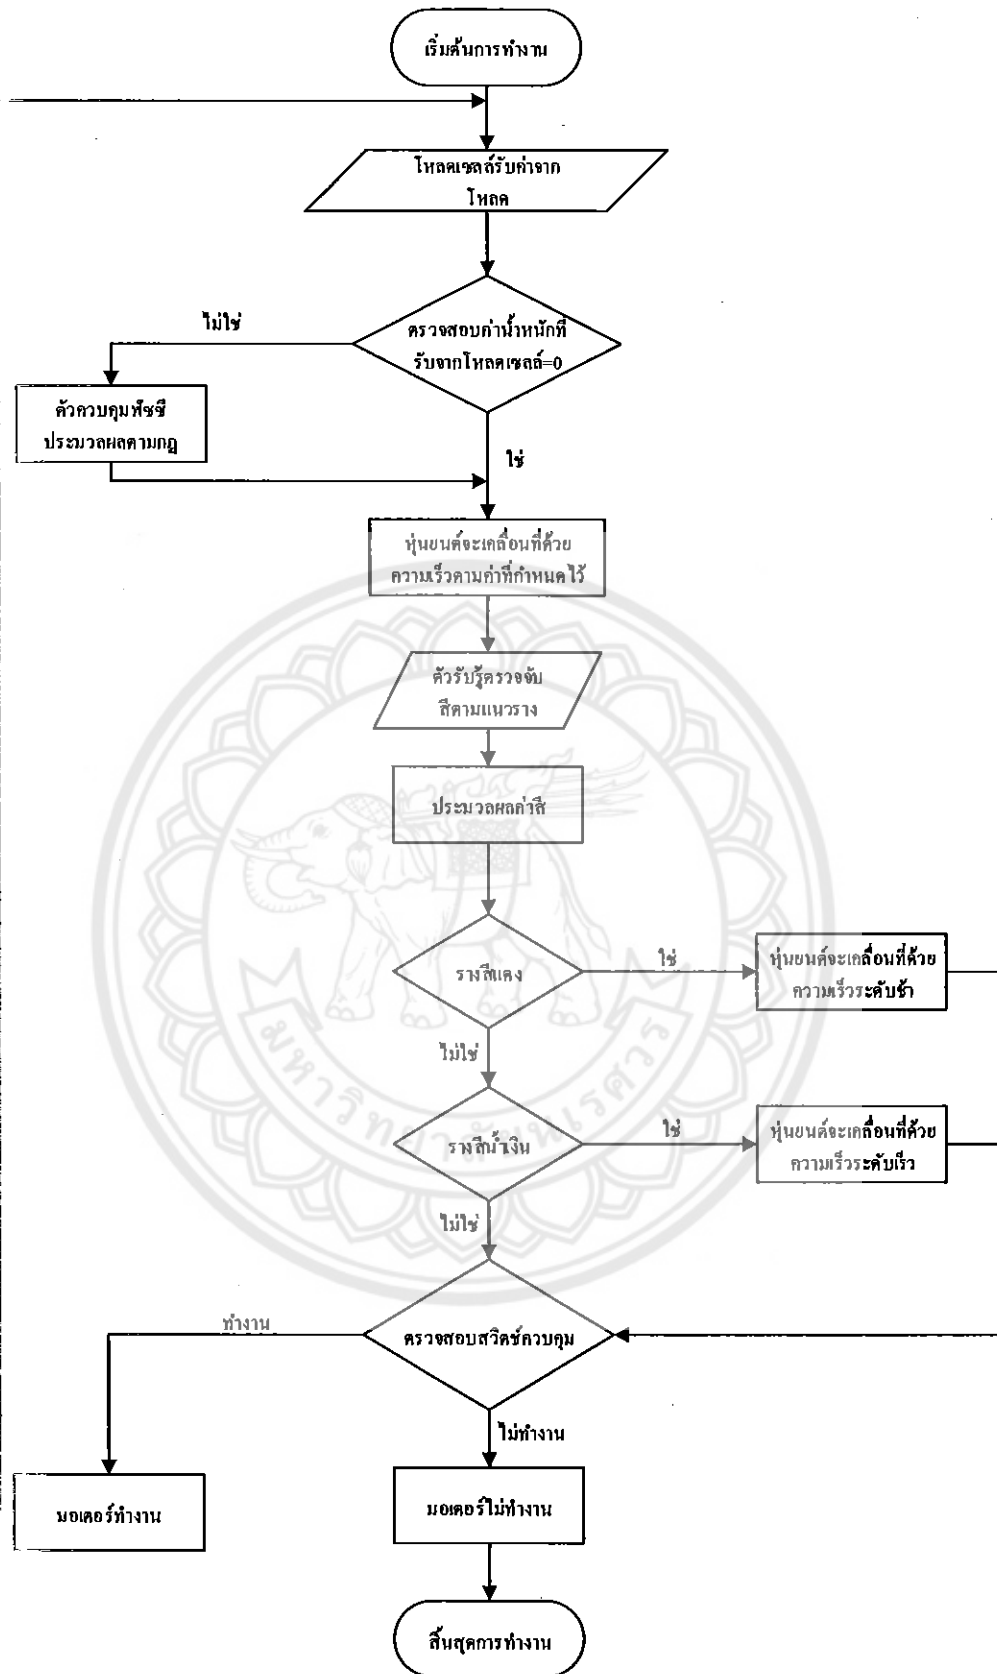 เริ่มต้นการทำงาน
โหลดเซลล์รับค่าจาก
โหลด
ตรวจสอบค่าน้ำหนักที่
รับจากโหลดเซลล์=0
ไม่ใช่
ตัวควบคุมฟัซซี
ประมวลผลตามกฎ
ใช่
หุ่นยนต์จะเคลื่อนที่ด้วย
ความเร็วตามค่าที่กำหนดไว้
ตัวรับรู้ตรวจจับ
สีตามแนวราง
ประมวลผลค่าสี
รางสีแดง
ใช่
หุ่นยนต์จะเคลื่อนที่ด้วย
ความเร็วระดับช้า
ไม่ใช่
รางสีน้ำเงิน
ใช่
หุ่นยนต์จะเคลื่อนที่ด้วย
ความเร็วระดับเร็ว
ไม่ใช่
มหาวิทยาลัยนเรศวร
ตรวจสอบสวิตช์ควบคุม
ทำงาน
ไม่ทำงาน
มอเตอร์ทำงาน
มอเตอร์ไม่ทำงาน
สิ้นสุดการทำงาน